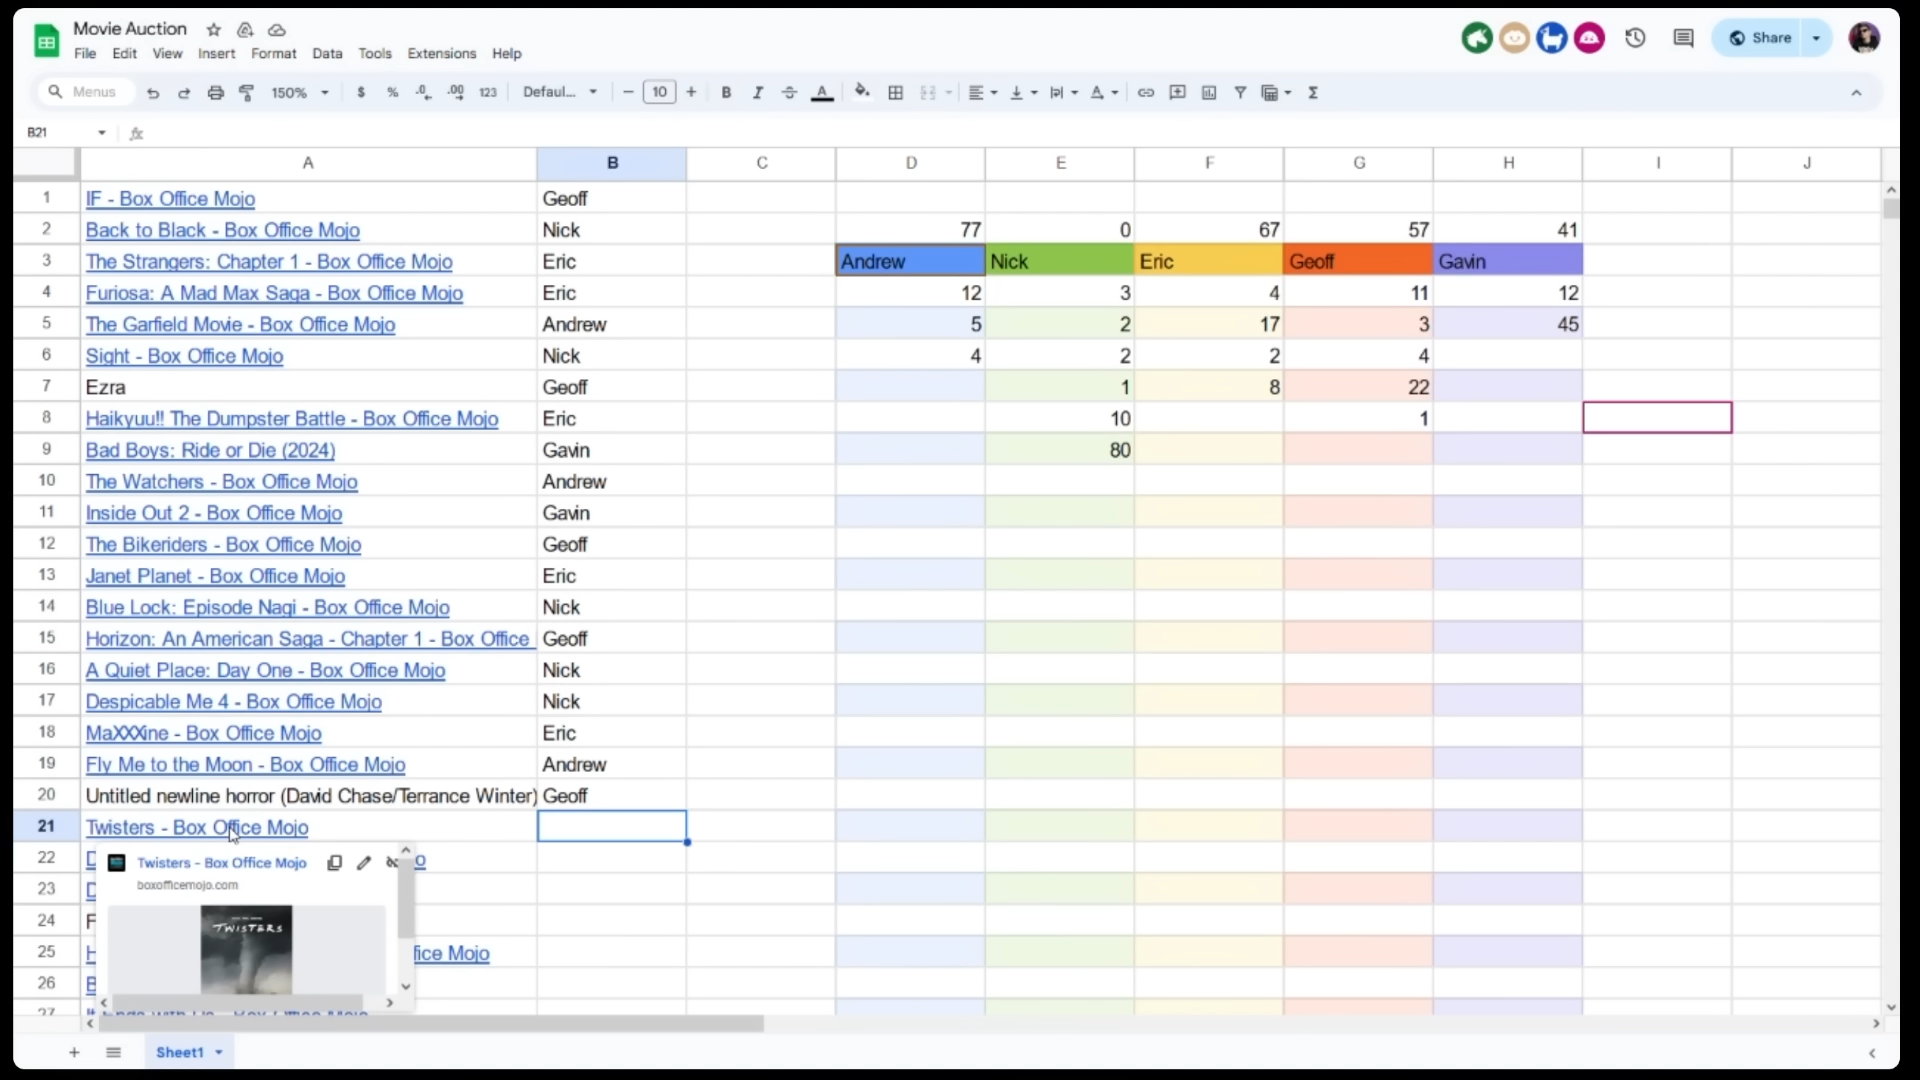 Movie Auction
File Edit View Insert Format Data Tools Extensions Help
Share
Menus 150% $ % .0 .00 123 Defaul... 10 B I A
B21 fx
A B C D E F G H I J
1 IF - Box Office Mojo Geoff
2 Back to Black - Box Office Mojo Nick 77 0 67 57 41
3 The Strangers: Chapter 1 - Box Office Mojo Eric Andrew Nick Eric Geoff Gavin
4 Furiosa: A Mad Max Saga - Box Office Mojo Eric 12 3 4 11 12
5 The Garfield Movie - Box Office Mojo Andrew 5 2 17 3 45
6 Sight - Box Office Mojo Nick 4 2 2 4
7 Ezra Geoff 1 8 22
8 Haikyuu!! The Dumpster Battle - Box Office Mojo Eric 10 1
9 Bad Boys: Ride or Die (2024) Gavin 80
10 The Watchers - Box Office Mojo Andrew
11 Inside Out 2 - Box Office Mojo Gavin
12 The Bikeriders - Box Office Mojo Geoff
13 Janet Planet - Box Office Mojo Eric
14 Blue Lock: Episode Nagi - Box Office Mojo Nick
15 Horizon: An American Saga - Chapter 1 - Box Office Geoff
16 A Quiet Place: Day One - Box Office Mojo Nick
17 Despicable Me 4 - Box Office Mojo Nick
18 MaXXXine - Box Office Mojo Eric
19 Fly Me to the Moon - Box Office Mojo Andrew
20 Untitled newline horror (David Chase/Terrance Winter) Geoff
21 Twisters - Box Office Mojo
22 D o
Twisters - Box Office Mojo
boxofficemojo.com
23 D
24 F
TWISTERS
25 H fice Mojo
26 B
27
Sheet1